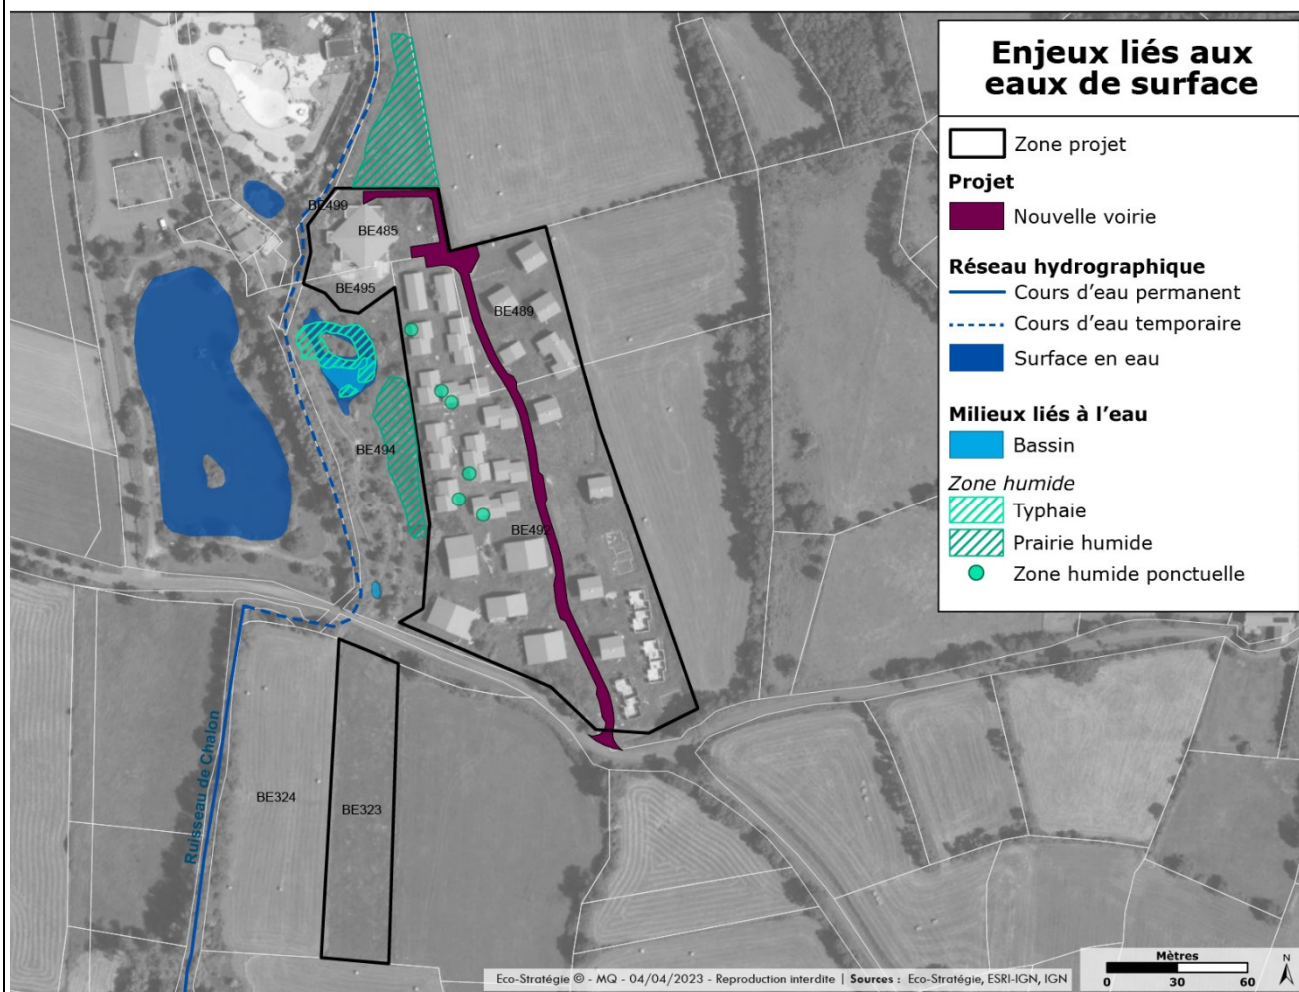 Enjeux liés aux
eaux de surface
Zone projet
Projet
Nouvelle voirie
Réseau hydrographique
Cours d'eau permanent
Cours d'eau temporaire
Surface en eau
Milieux liés à l'eau
Bassin
Zone humide
Typhaie
Prairie humide
Zone humide ponctuelle
BE499
BE485
BE495
BE489
BE494
BE492
BE324
BE323
Ruisseau de Chalon
Eco-Stratégie © - MQ - 04/04/2023 - Reproduction interdite | Sources : Eco-Stratégie, ESRI-IGN, IGN
Mètres
0 30 60
N